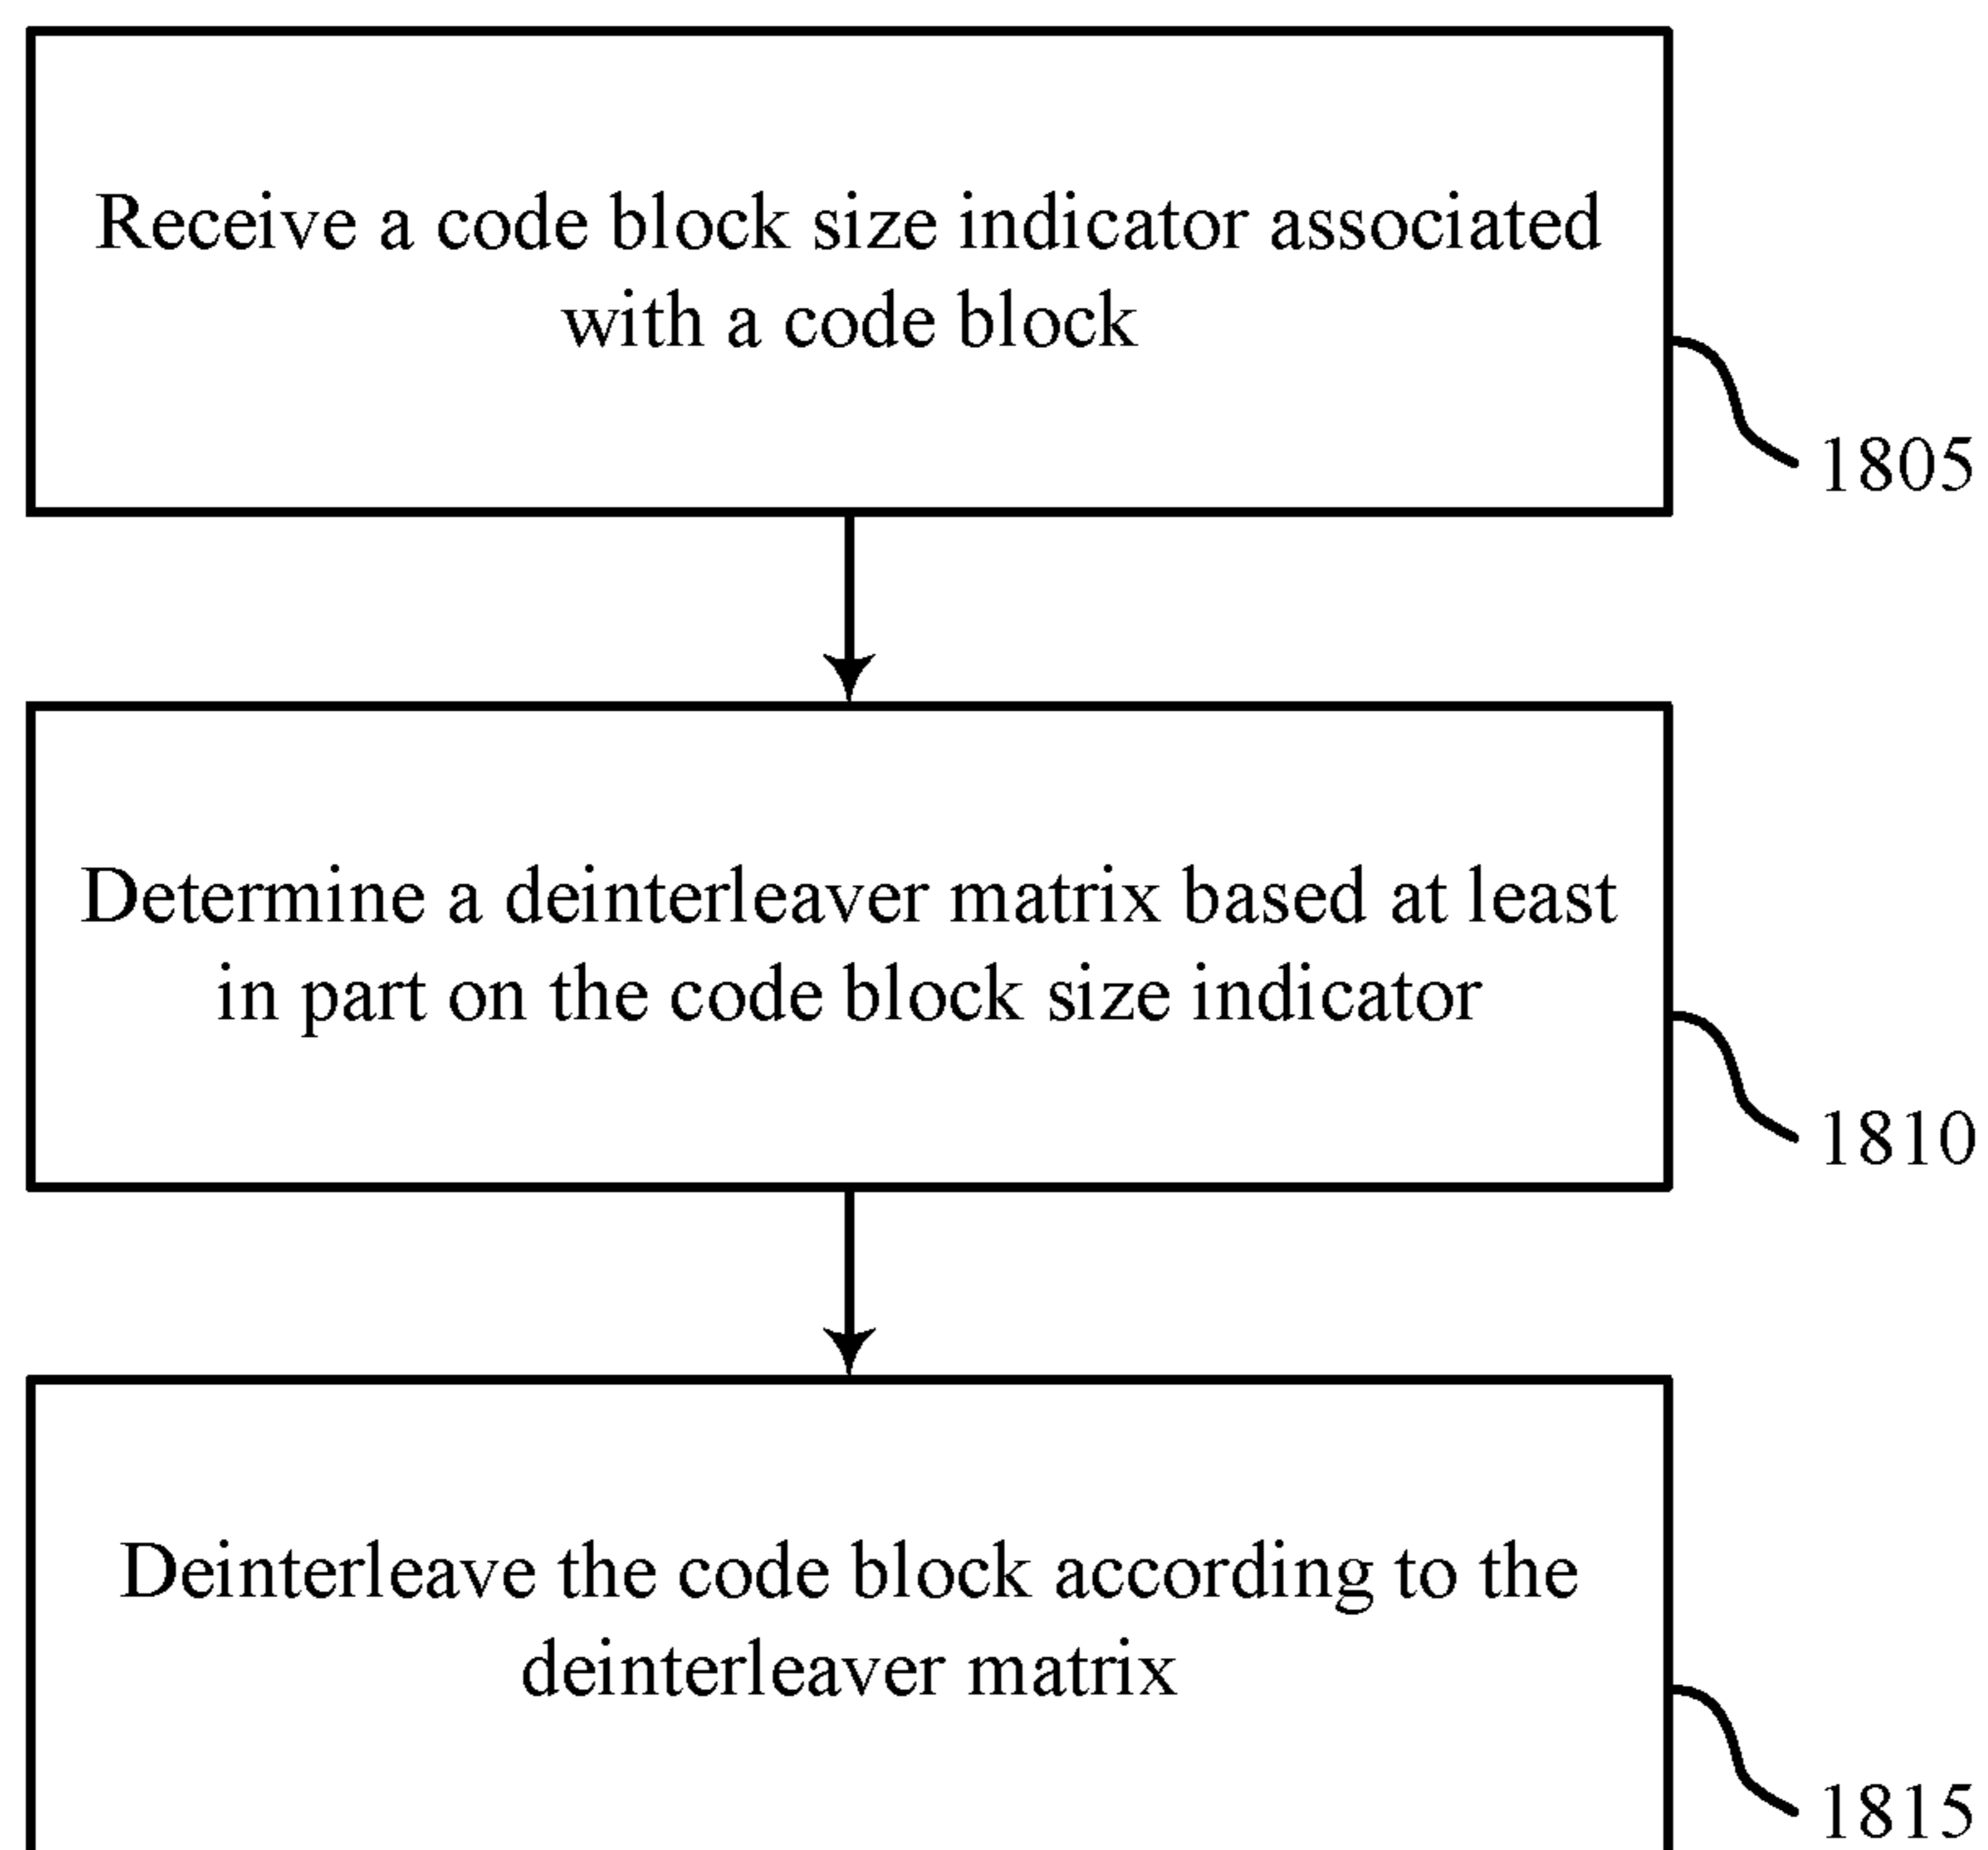 Receive a code block size indicator associated
with a code block
1805
Determine a deinterleaver matrix based at least
in part on the code block size indicator
1810
Deinterleave the code block according to the
deinterleaver matrix
1815